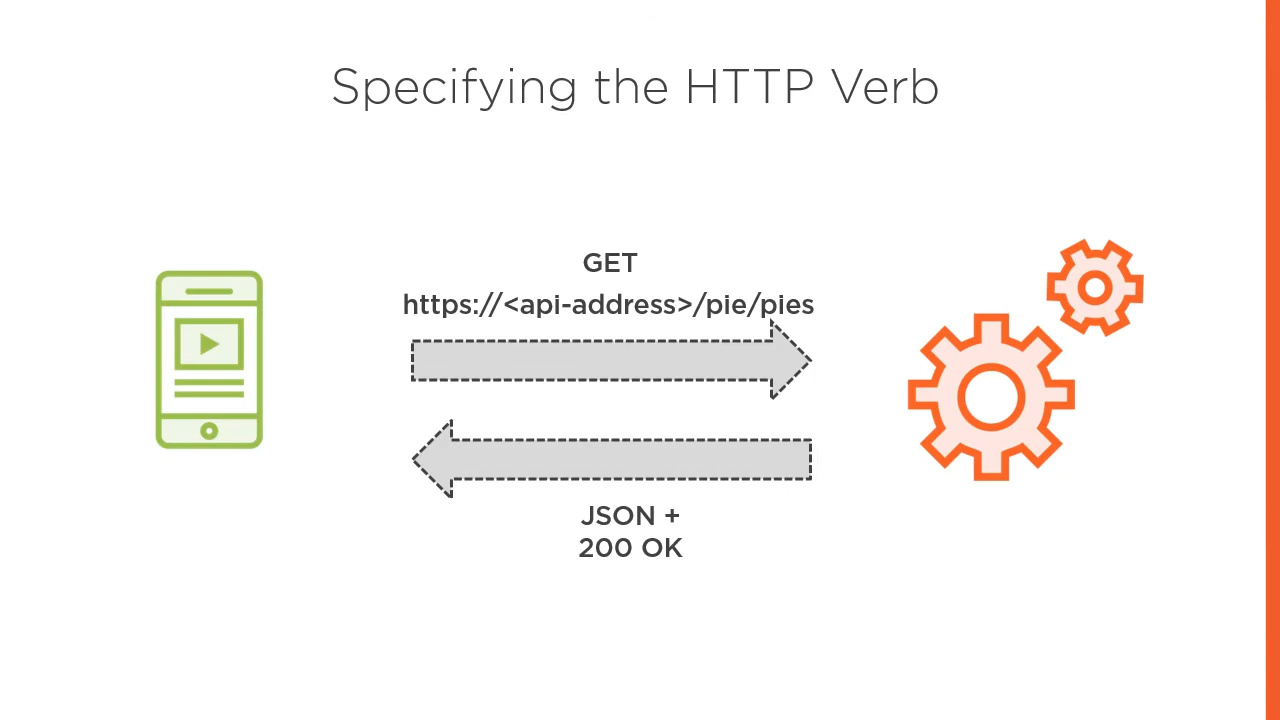 Specifying the HTTP Verb
GET
https://<api-address>/pie/pies
JSON +
200 OK